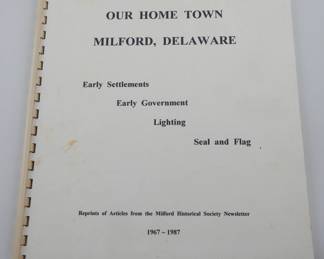 OUR HOME TOWN
MILFORD, DELAWARE
Early Settlements
Early Government
Lighting
Seal and Flag
Reprints of Articles from the Milford Historical Society Newsletter
1967 - 1987